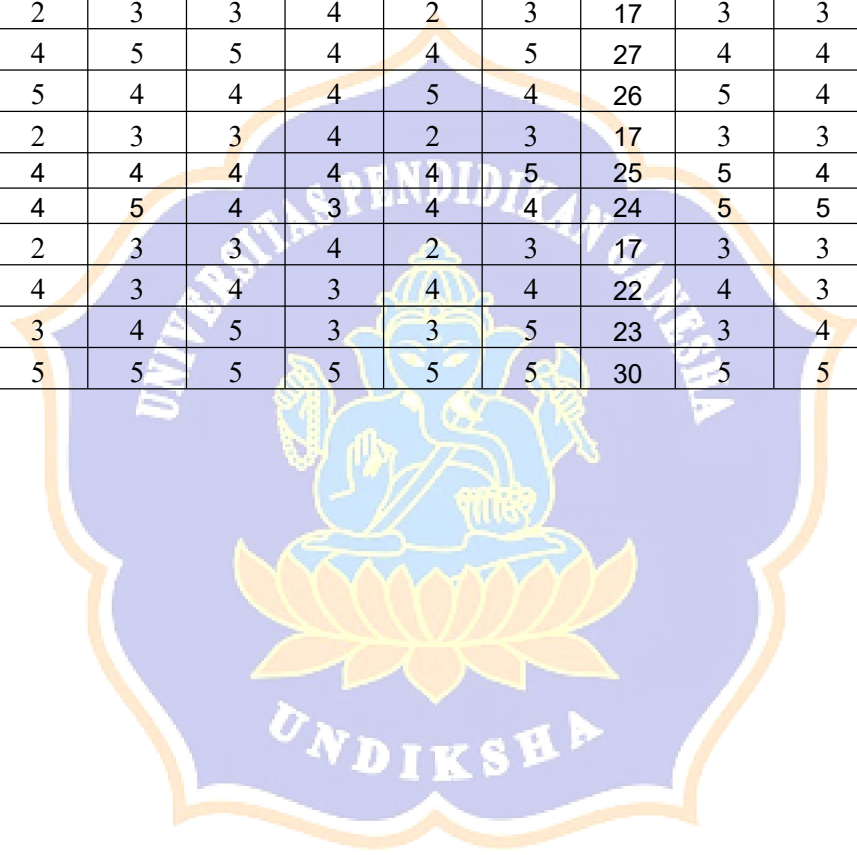 2 3 3 4 2 3 17 3 3
4 5 5 4 4 5 27 4 4
5 4 4 4 5 4 26 5 4
2 3 3 4 2 3 17 3 3
4 4 4 4 4 5 25 5 4
4 5 4 3 4 4 24 5 5
2 3 3 4 2 3 17 3 3
4 3 4 3 4 4 22 4 3
3 4 5 3 3 5 23 3 4
5 5 5 5 5 5 30 5 5
UNIVERSITAS PENDIDIKAN GANESHA
UNDIKSHA